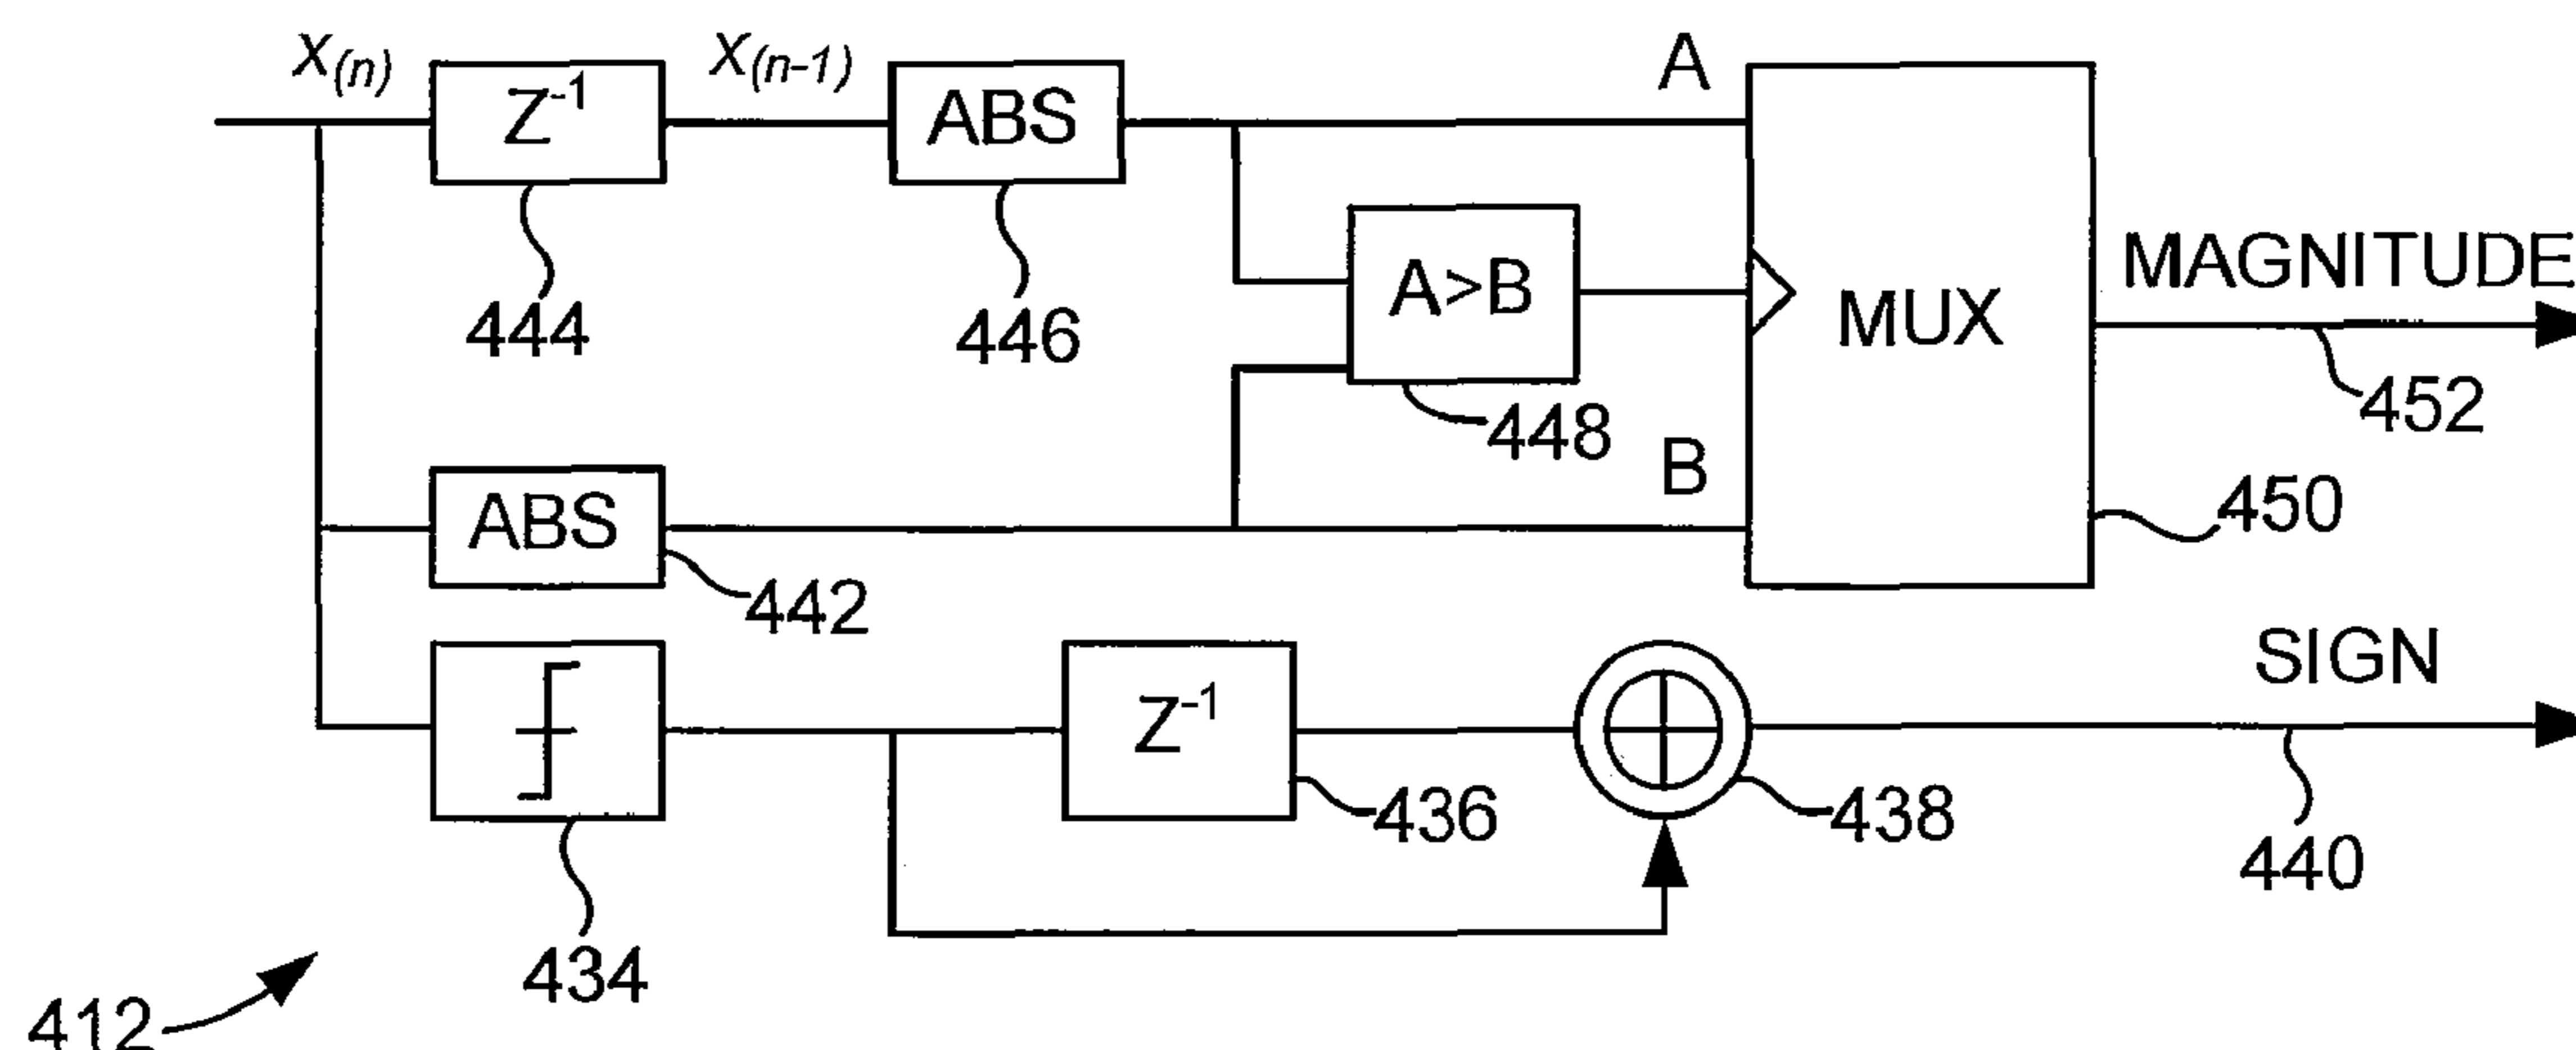 X(n)
Z-1
X(n-1)
ABS
A
444
446
A>B
448
MUX
MAGNITUDE
452
B
450
ABS
442
SIGN
Z-1
436
438
440
434
412